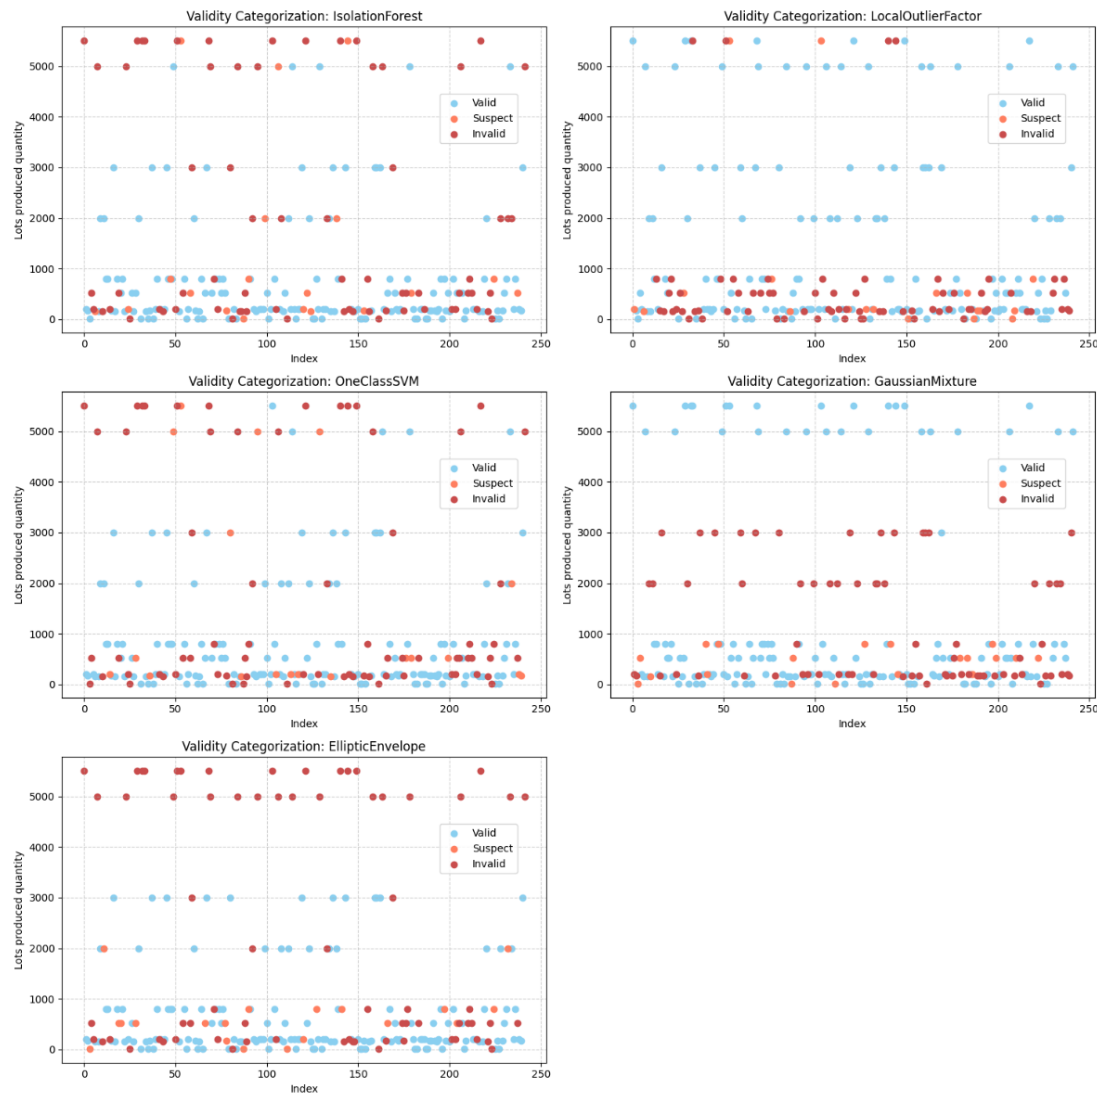 Validity Categorization: IsolationForest
Lots produced quantity
5000
4000
3000
2000
1000
0
Valid
Suspect
Invalid
0 50 100 150 200 250
Index
Validity Categorization: LocalOutlierFactor
Lots produced quantity
5000
4000
3000
2000
1000
0
Valid
Suspect
Invalid
0 50 100 150 200 250
Index
Validity Categorization: OneClassSVM
Lots produced quantity
5000
4000
3000
2000
1000
0
Valid
Suspect
Invalid
0 50 100 150 200 250
Index
Validity Categorization: GaussianMixture
Lots produced quantity
5000
4000
3000
2000
1000
0
Valid
Suspect
Invalid
0 50 100 150 200 250
Index
Validity Categorization: EllipticEnvelope
Lots produced quantity
5000
4000
3000
2000
1000
0
Valid
Suspect
Invalid
0 50 100 150 200 250
Index